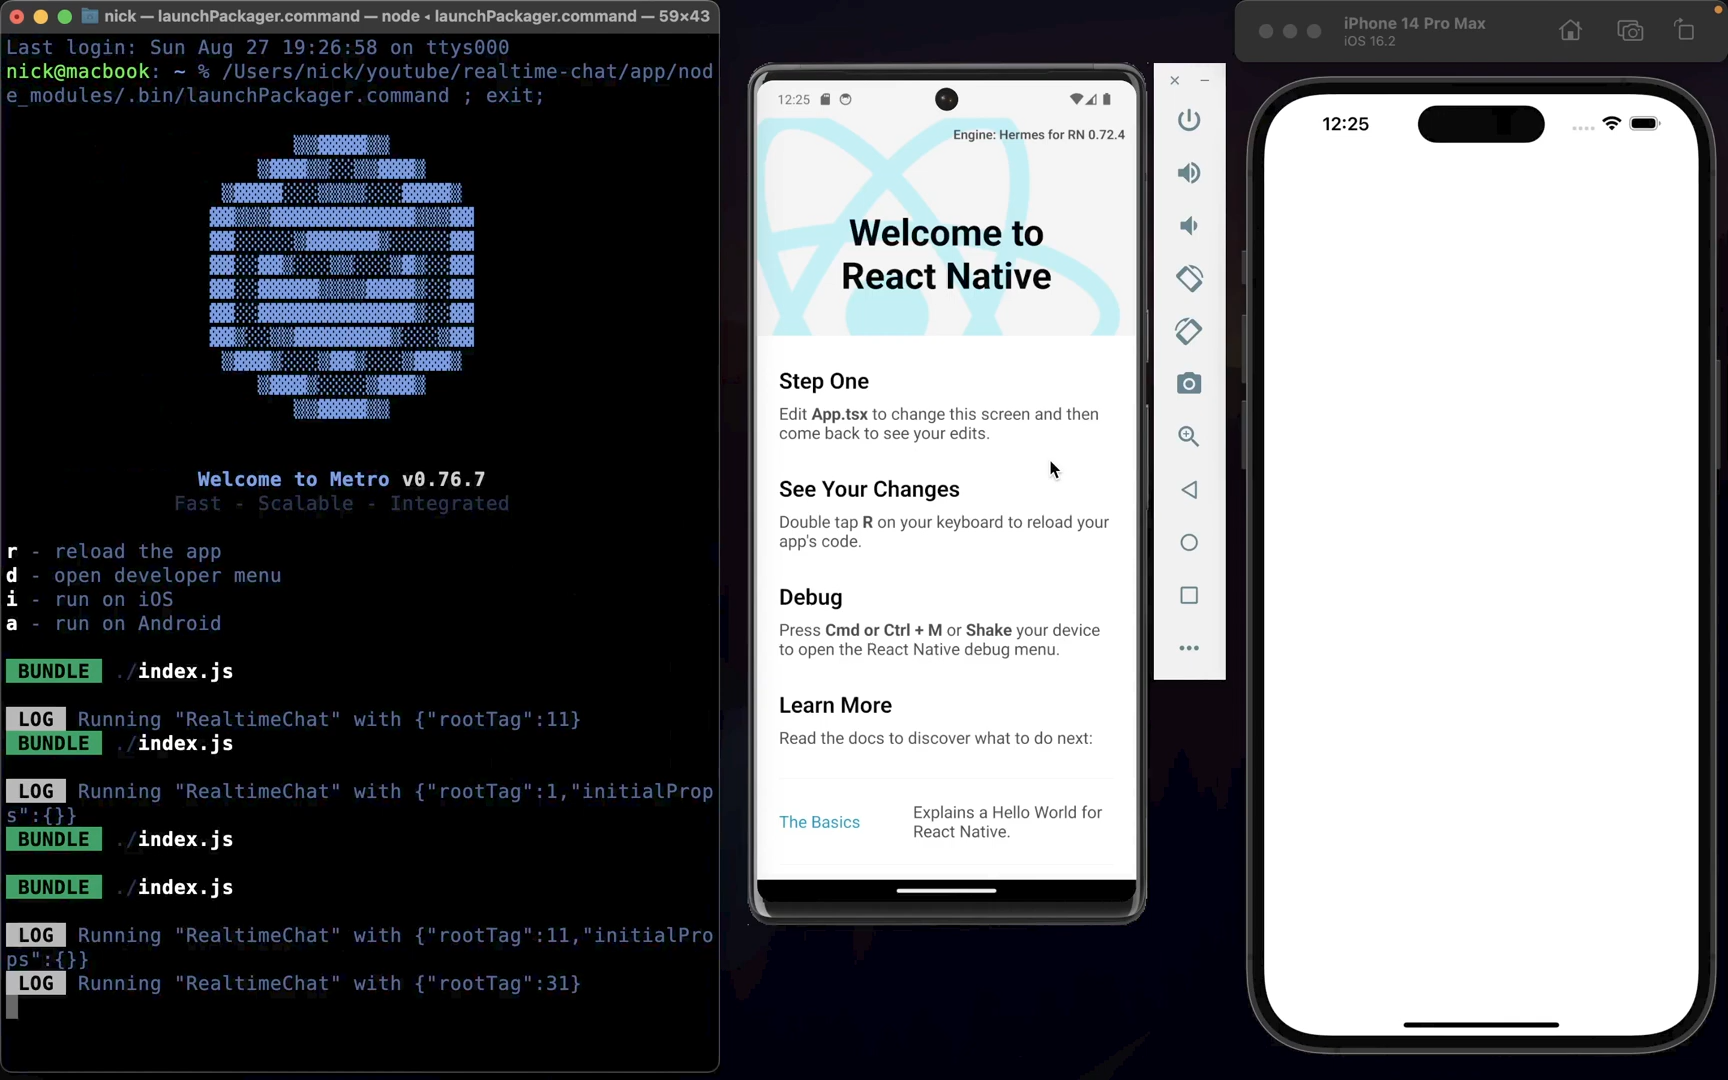 nick — launchPackager.command — node ◂ launchPackager.command — 59×43
Last login: Sun Aug 27 19:26:58 on ttys000
nick@macbook: ~ % /Users/nick/youtube/realtime-chat/app/nod
e_modules/.bin/launchPackager.command ; exit;
Welcome to Metro v0.76.7
Fast - Scalable - Integrated
r - reload the app
d - open developer menu
i - run on iOS
a - run on Android
BUNDLE ./index.js
LOG Running "RealtimeChat" with {"rootTag":11}
BUNDLE ./index.js
LOG Running "RealtimeChat" with {"rootTag":1,"initialProp
s":{}}
BUNDLE ./index.js
BUNDLE ./index.js
LOG Running "RealtimeChat" with {"rootTag":11,"initialPro
ps":{}}
LOG Running "RealtimeChat" with {"rootTag":31}
12:25
Engine: Hermes for RN 0.72.4
Welcome to
React Native
Step One
Edit App.tsx to change this screen and then
come back to see your edits.
See Your Changes
Double tap R on your keyboard to reload your
app's code.
Debug
Press Cmd or Ctrl + M or Shake your device
to open the React Native debug menu.
Learn More
Read the docs to discover what to do next:
The Basics
Explains a Hello World for
React Native.
iPhone 14 Pro Max
iOS 16.2
12:25